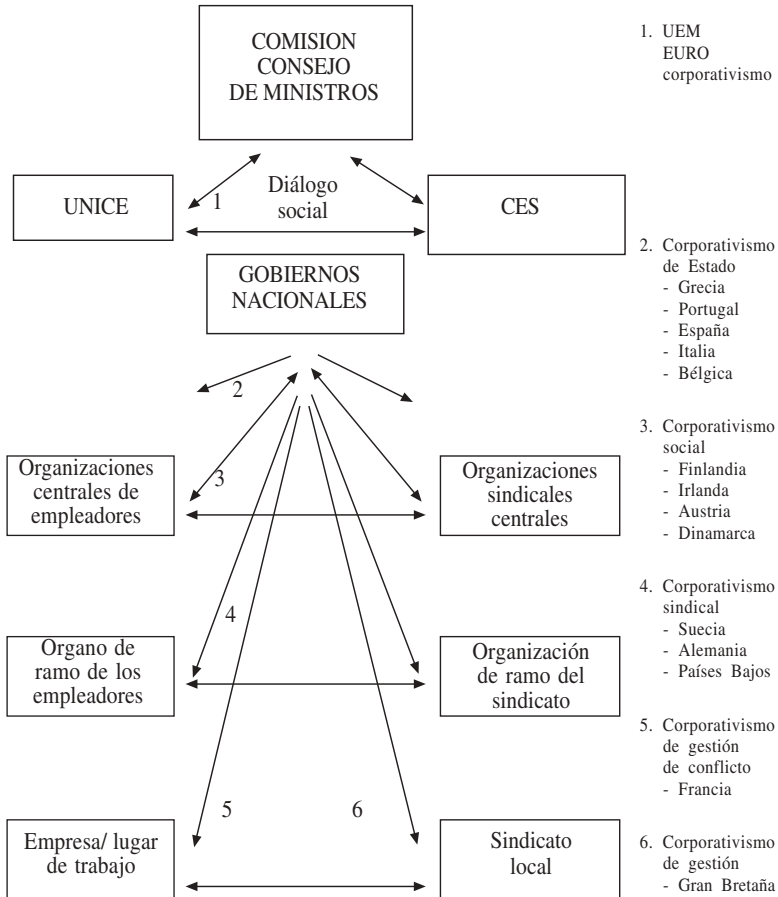 COMISION
CONSEJO
DE MINISTROS
UNICE
1
Diálogo
social
CES
GOBIERNOS
NACIONALES
2
Organizaciones
centrales de
empleadores
3
Organizaciones
sindicales
centrales
4
Organo de
ramo de los
empleadores
Organización
de ramo del
sindicato
5
6
Empresa/ lugar
de trabajo
Sindicato
local
1. UEM
EURO
corporativismo
2. Corporativismo
de Estado
- Grecia
- Portugal
- España
- Italia
- Bélgica
3. Corporativismo
social
- Finlandia
- Irlanda
- Austria
- Dinamarca
4. Corporativismo
sindical
- Suecia
- Alemania
- Países Bajos
5. Corporativismo
de gestión
de conflicto
- Francia
6. Corporativismo
de gestión
- Gran Bretaña